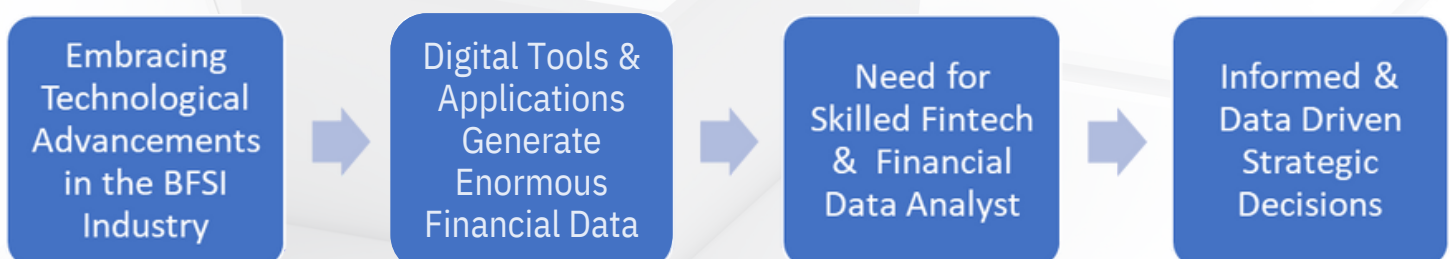 Embracing
Technological
Advancements
in the BFSI
Industry
Digital Tools &
Applications
Generate
Enormous
Financial Data
Need for
Skilled Fintech
& Financial
Data Analyst
Informed &
Data Driven
Strategic
Decisions